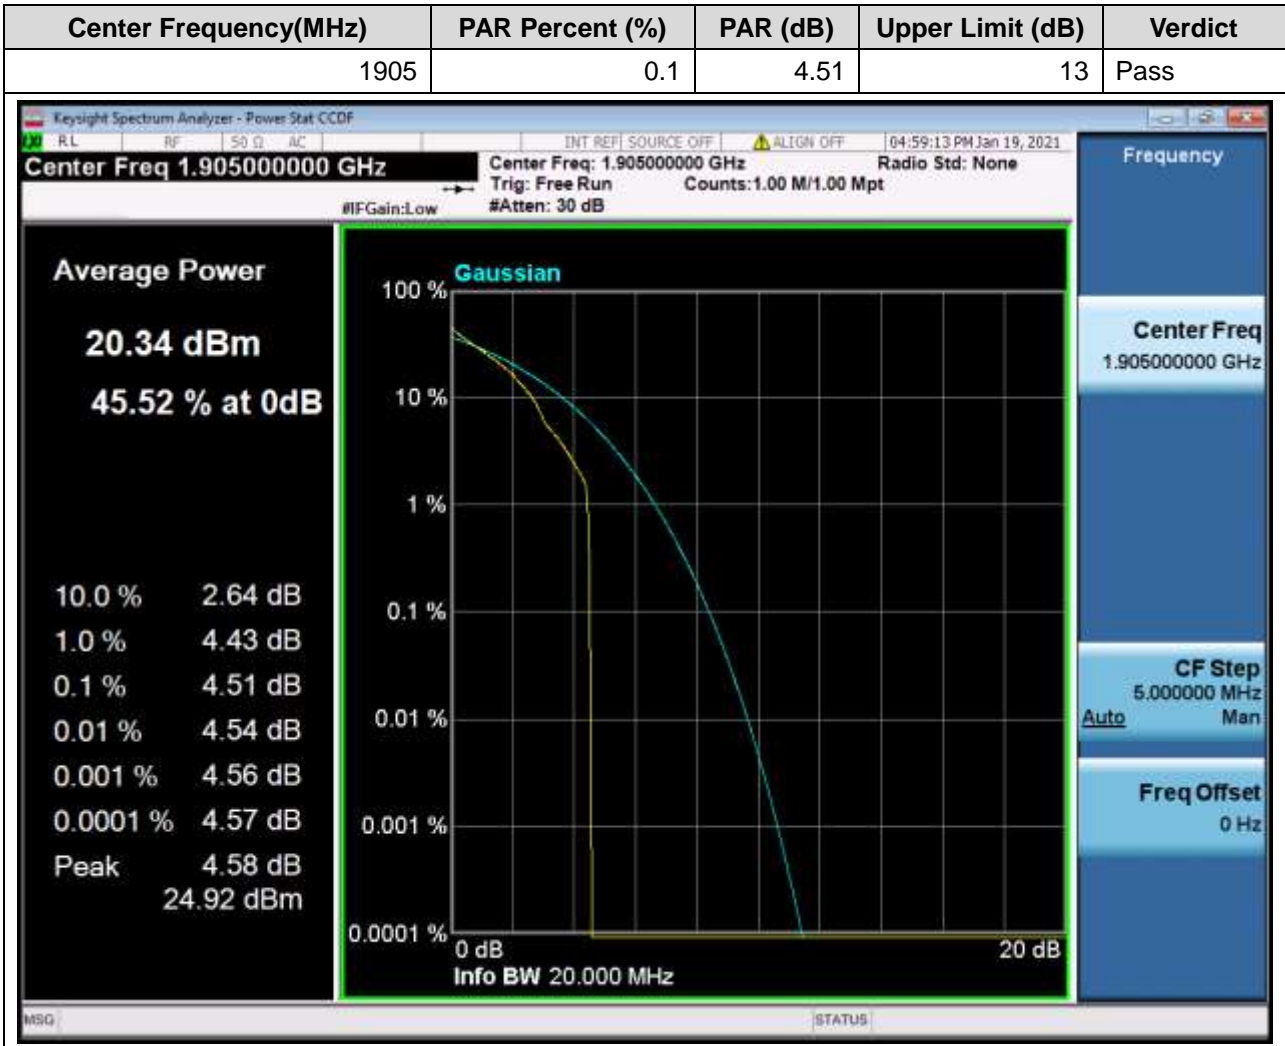 Center Frequency(MHz) PAR Percent (%) PAR (dB) Upper Limit (dB) Verdict
1905 0.1 4.51 13 Pass
Keysight Spectrum Analyzer - Power Stat CCDF
RL RF 50 Ω AC INT REF SOURCE OFF ALIGN OFF 04:59:13 PM Jan 19, 2021
Center Freq 1.905000000 GHz
Center Freq: 1.905000000 GHz Radio Std: None
Trig: Free Run Counts:1.00 M/1.00 Mpt
#IFGain:Low #Atten: 30 dB
Average Power
20.34 dBm
45.52 % at 0dB
10.0 % 2.64 dB
1.0 % 4.43 dB
0.1 % 4.51 dB
0.01 % 4.54 dB
0.001 % 4.56 dB
0.0001 % 4.57 dB
Peak 4.58 dB
24.92 dBm
Gaussian
100 %
10 %
1 %
0.1 %
0.01 %
0.001 %
0.0001 %
0 dB 20 dB
Info BW 20.000 MHz
Frequency
Center Freq
1.905000000 GHz
CF Step
5.000000 MHz
Auto Man
Freq Offset
0 Hz
MSG STATUS